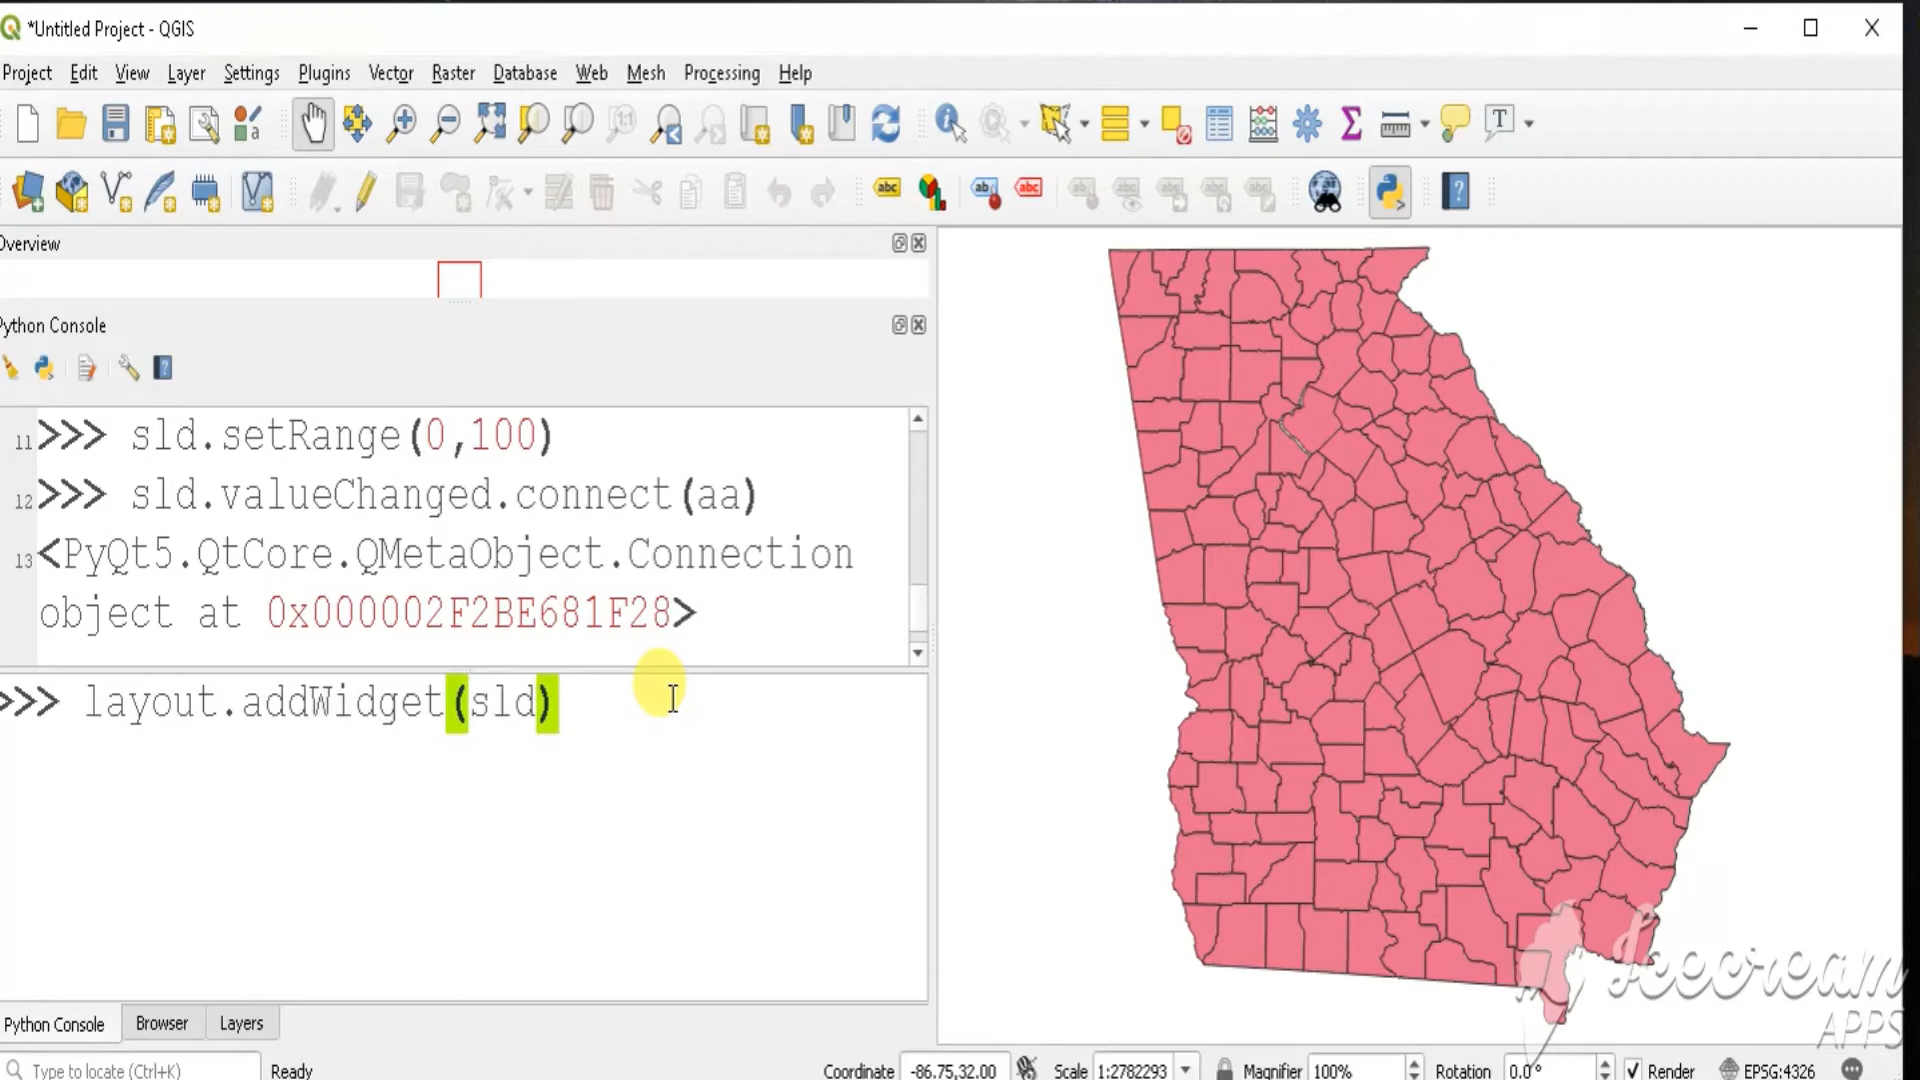 *Untitled Project - QGIS
Project Edit View Layer Settings Plugins Vector Raster Database Web Mesh Processing Help
Overview
Python Console
11 >>> sld.setRange(0,100)
12 >>> sld.valueChanged.connect(aa)
13 <PyQt5.QtCore.QMetaObject.Connection
object at 0x000002F2BE681F28>
>>> layout.addWidget(sld)
Python Console Browser Layers
Type to locate (Ctrl+K) Ready Coordinate -86.75,32.00 Scale 1:2782293 Magnifier 100% Rotation 0.0 ° Render EPSG:4326
Icecream
APPS